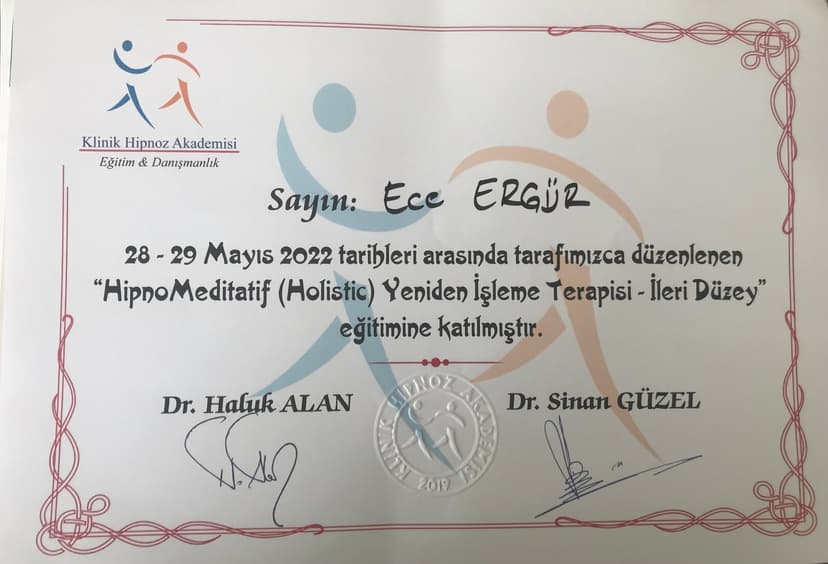 Klinik Hipnoz Akademisi
Eğitim & Danışmanlık
Sayın: Ece ERGÜR
28 - 29 Mayıs 2022 tarihleri arasında tarafımızca düzenlenen
“HipnoMeditatif (Holistic) Yeniden İşleme Terapisi - İleri Düzey”
eğitimine katılmıştır.
Dr. Haluk ALAN
Dr. Sinan GÜZEL
KLİNİK HİPNOZ AKADEMİSİ
2019